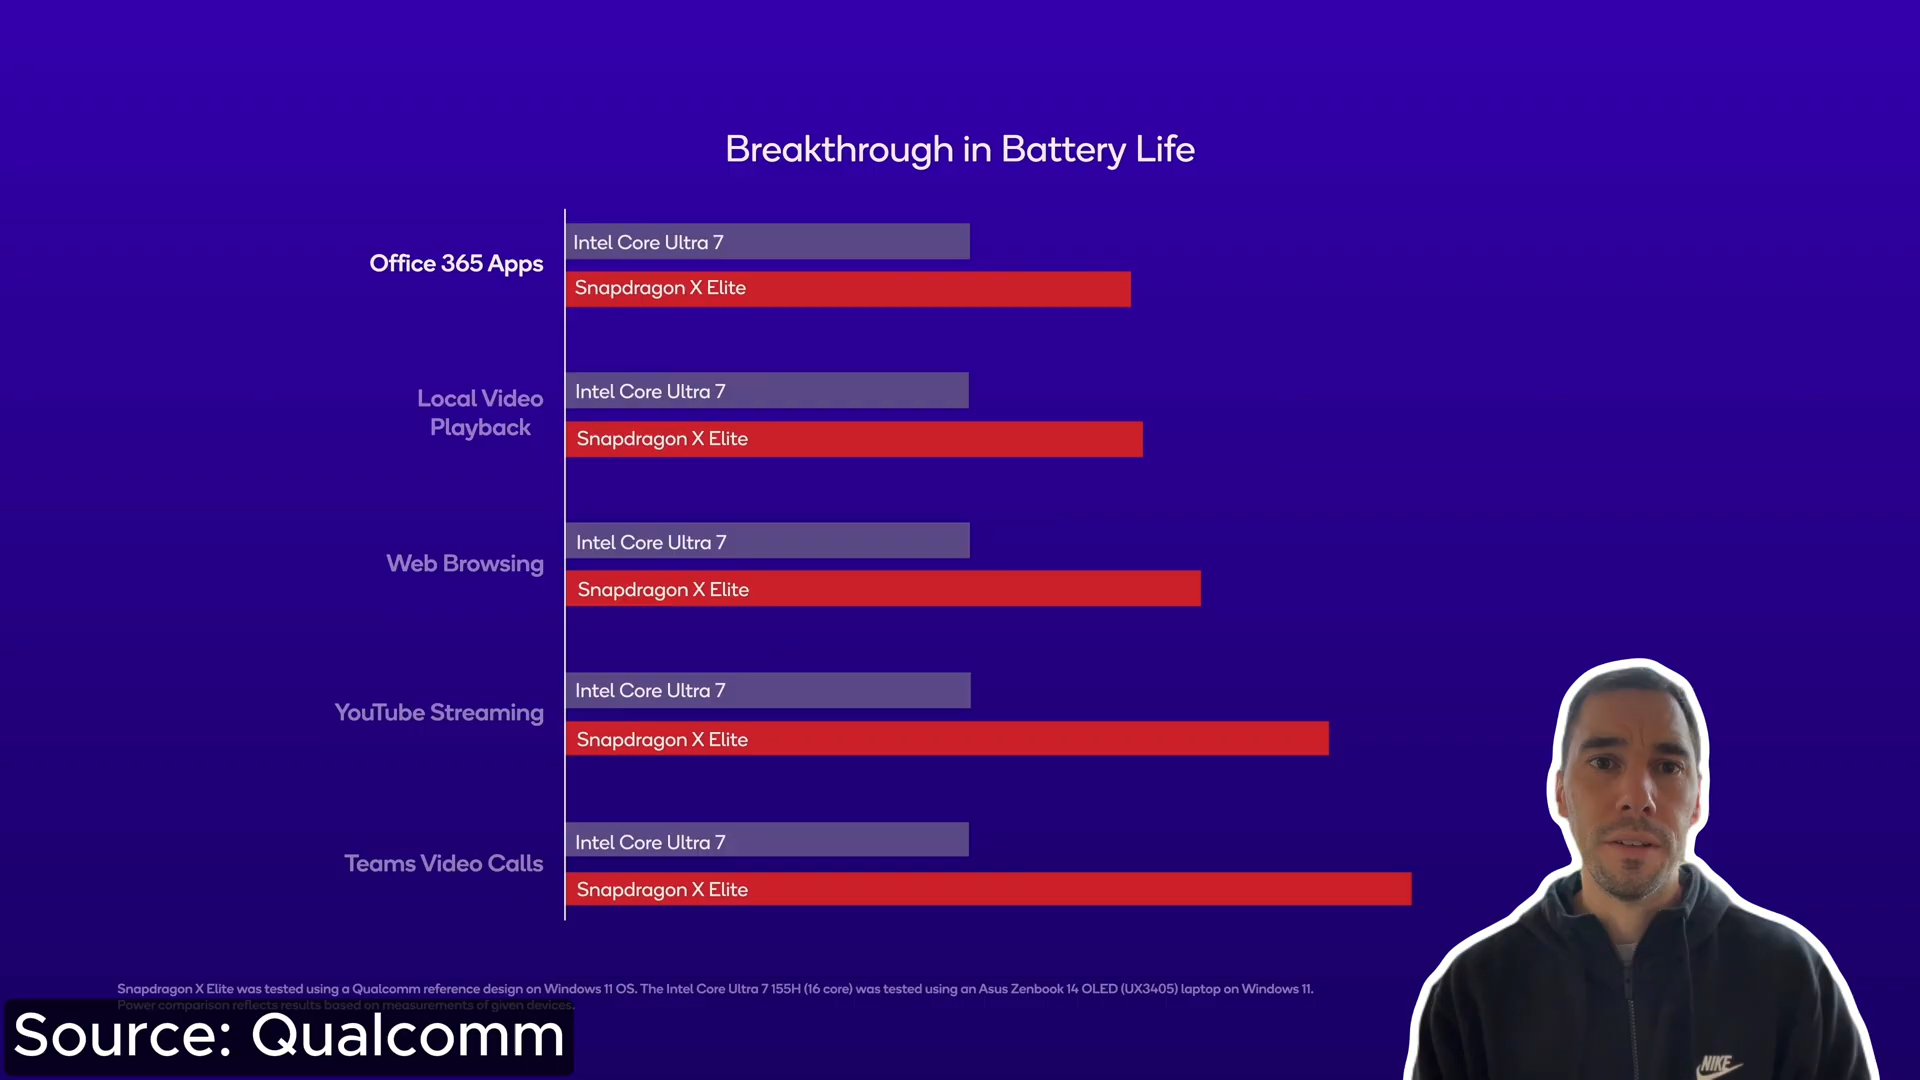 Breakthrough in Battery Life
Office 365 Apps
Intel Core Ultra 7
Snapdragon X Elite
Local Video
Playback
Intel Core Ultra 7
Snapdragon X Elite
Web Browsing
Intel Core Ultra 7
Snapdragon X Elite
YouTube Streaming
Intel Core Ultra 7
Snapdragon X Elite
Teams Video Calls
Intel Core Ultra 7
Snapdragon X Elite
Snapdragon X Elite was tested using a Qualcomm reference design on Windows 11 OS. The Intel Core Ultra 7 155H (16 core) was tested using an Asus Zenbook 14 OLED (UX3405) laptop on Windows 11.
Power comparison reflects results based on measurements of given devices.
Source: Qualcomm
NIKE